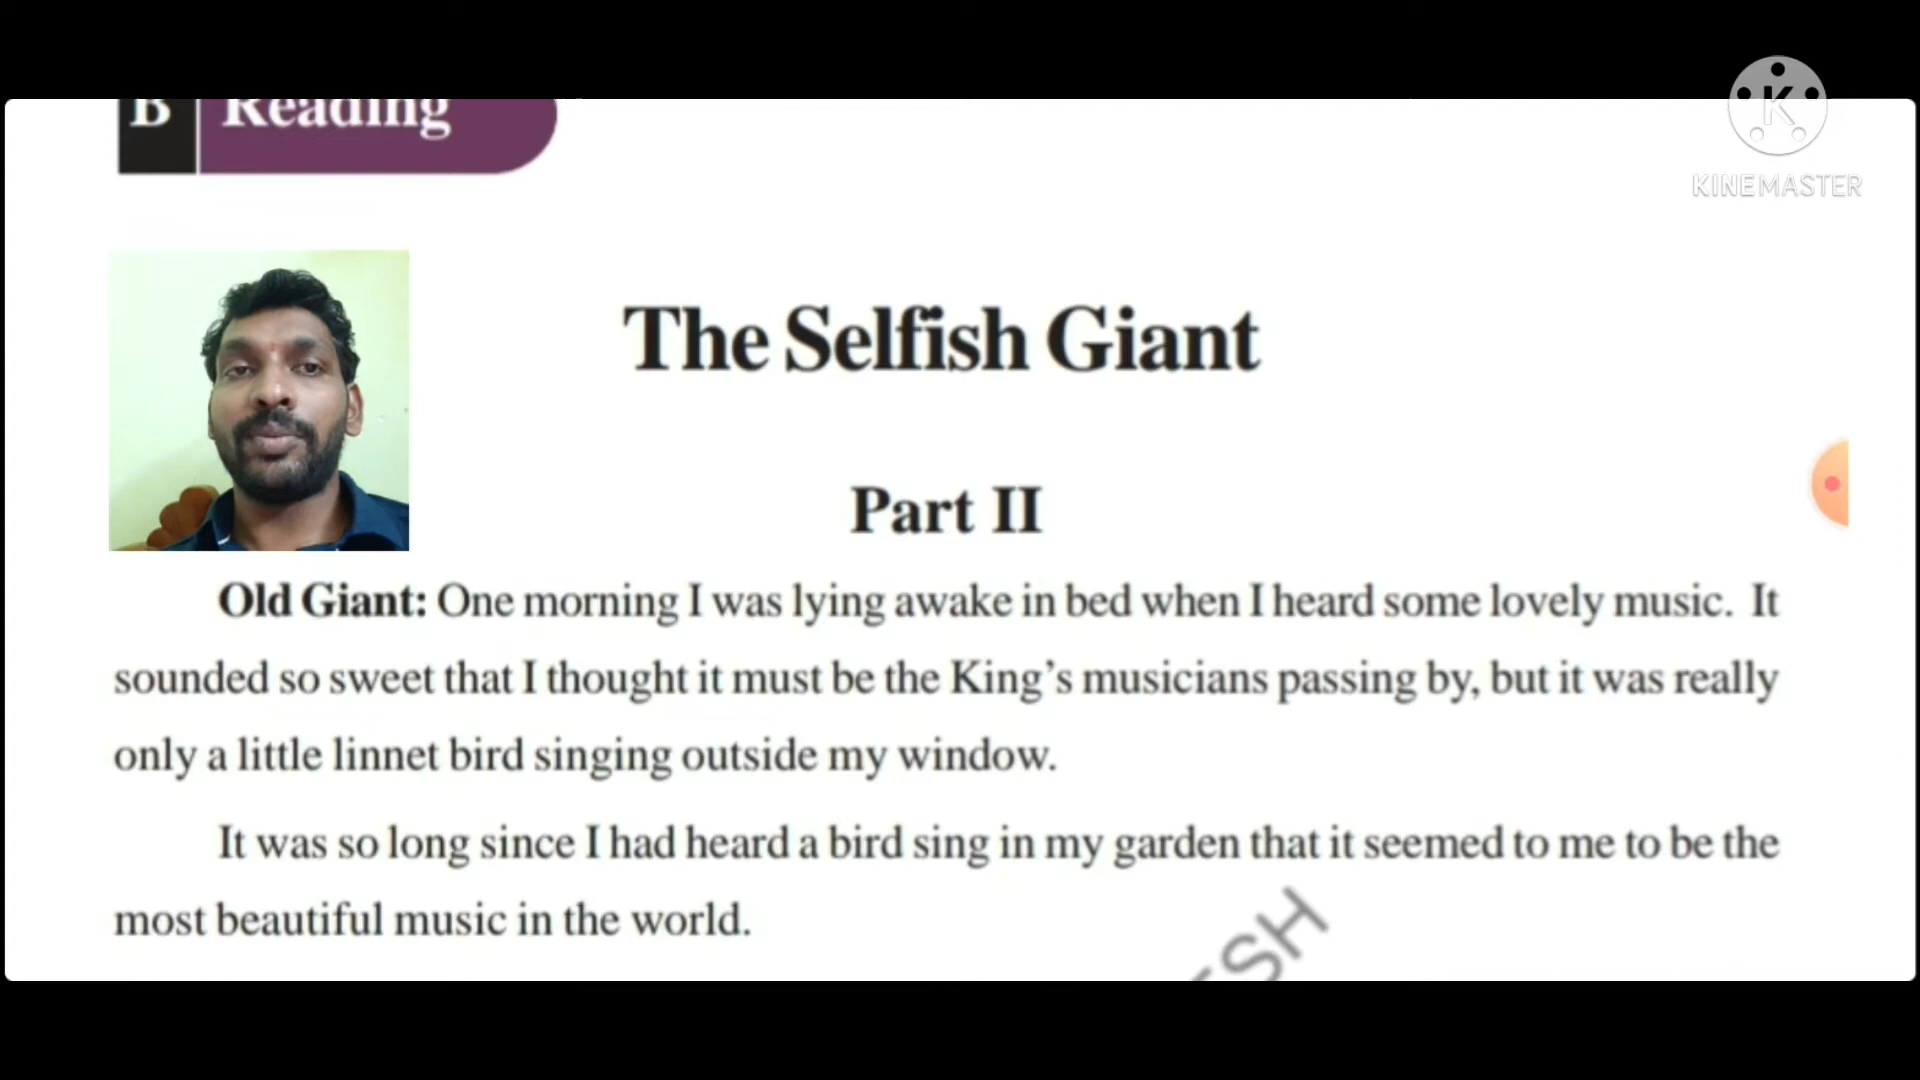 B Reading
K
KINEMASTER
The Selfish Giant
Part II
Old Giant: One morning I was lying awake in bed when I heard some lovely music. It
sounded so sweet that I thought it must be the King’s musicians passing by, but it was really
only a little linnet bird singing outside my window.
It was so long since I had heard a bird sing in my garden that it seemed to me to be the
most beautiful music in the world.
SH